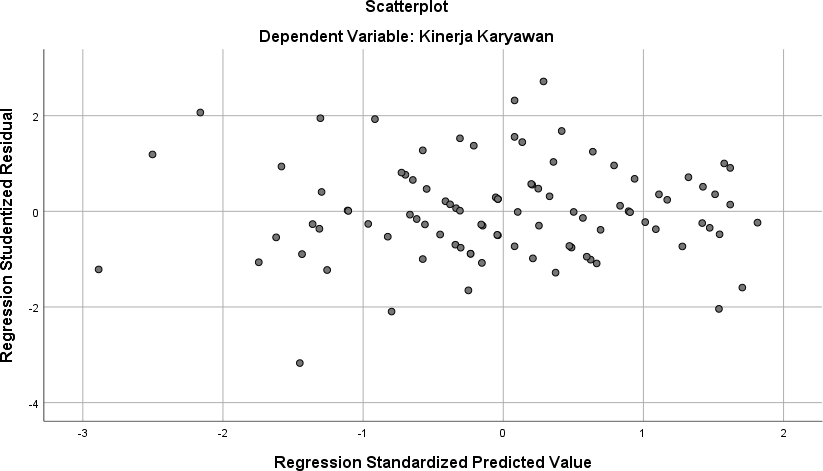 Scatterplot
Dependent Variable: Kinerja Karyawan
Regression Studentized Residual
2
0
-2
-4
-3
-2
-1
0
1
2
Regression Standardized Predicted Value